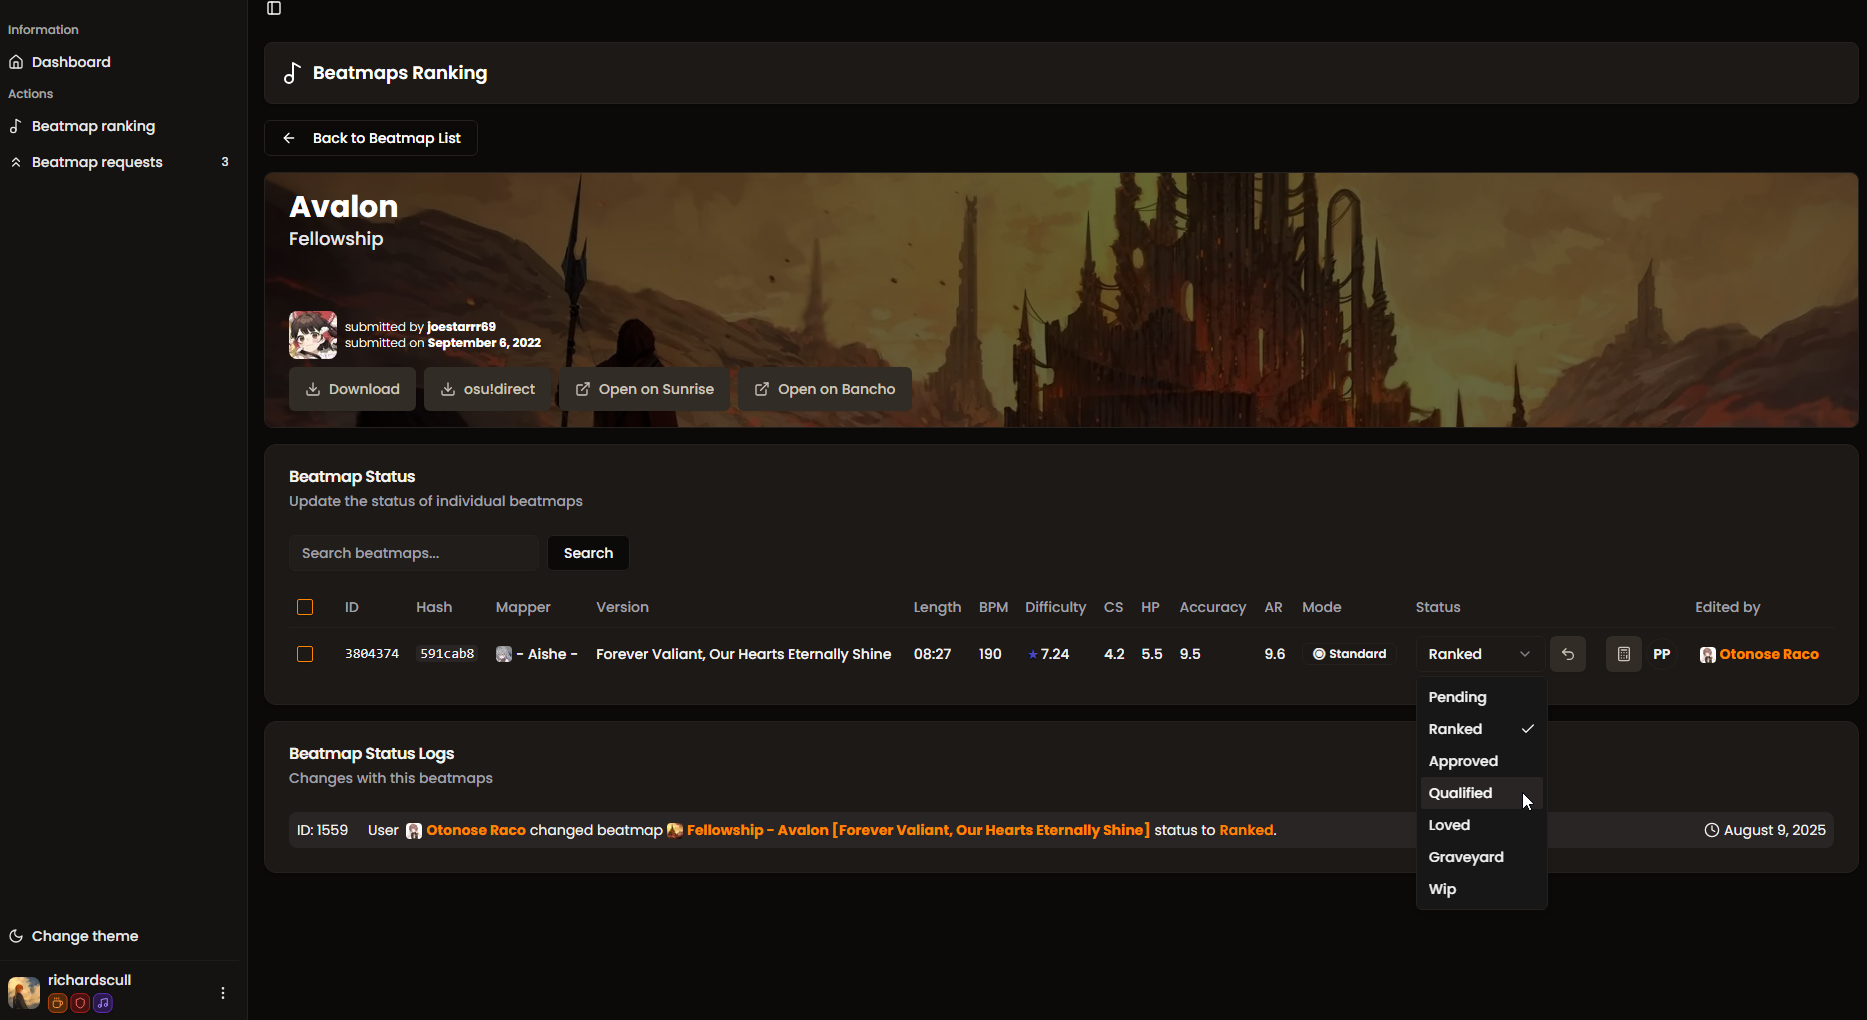 Information
Dashboard
Actions
Beatmap ranking
Beatmap requests 3
Change theme
richardscull
Beatmaps Ranking
Back to Beatmap List
Avalon
Fellowship
submitted by joestarrr69
submitted on September 6, 2022
Download osu!direct Open on Sunrise Open on Bancho
Beatmap Status
Update the status of individual beatmaps
Search beatmaps... Search
ID Hash Mapper Version Length BPM Difficulty CS HP Accuracy AR Mode Status Edited by
3804374 591cab8 - Aishe - Forever Valiant, Our Hearts Eternally Shine 08:27 190 ★ 7.24 4.2 5.5 9.5 9.6 Standard Ranked PP Otonose Raco
Pending
Ranked
Approved
Qualified
Loved
Graveyard
Wip
Beatmap Status Logs
Changes with this beatmaps
ID: 1559 User Otonose Raco changed beatmap Fellowship - Avalon [Forever Valiant, Our Hearts Eternally Shine] status to Ranked. August 9, 2025